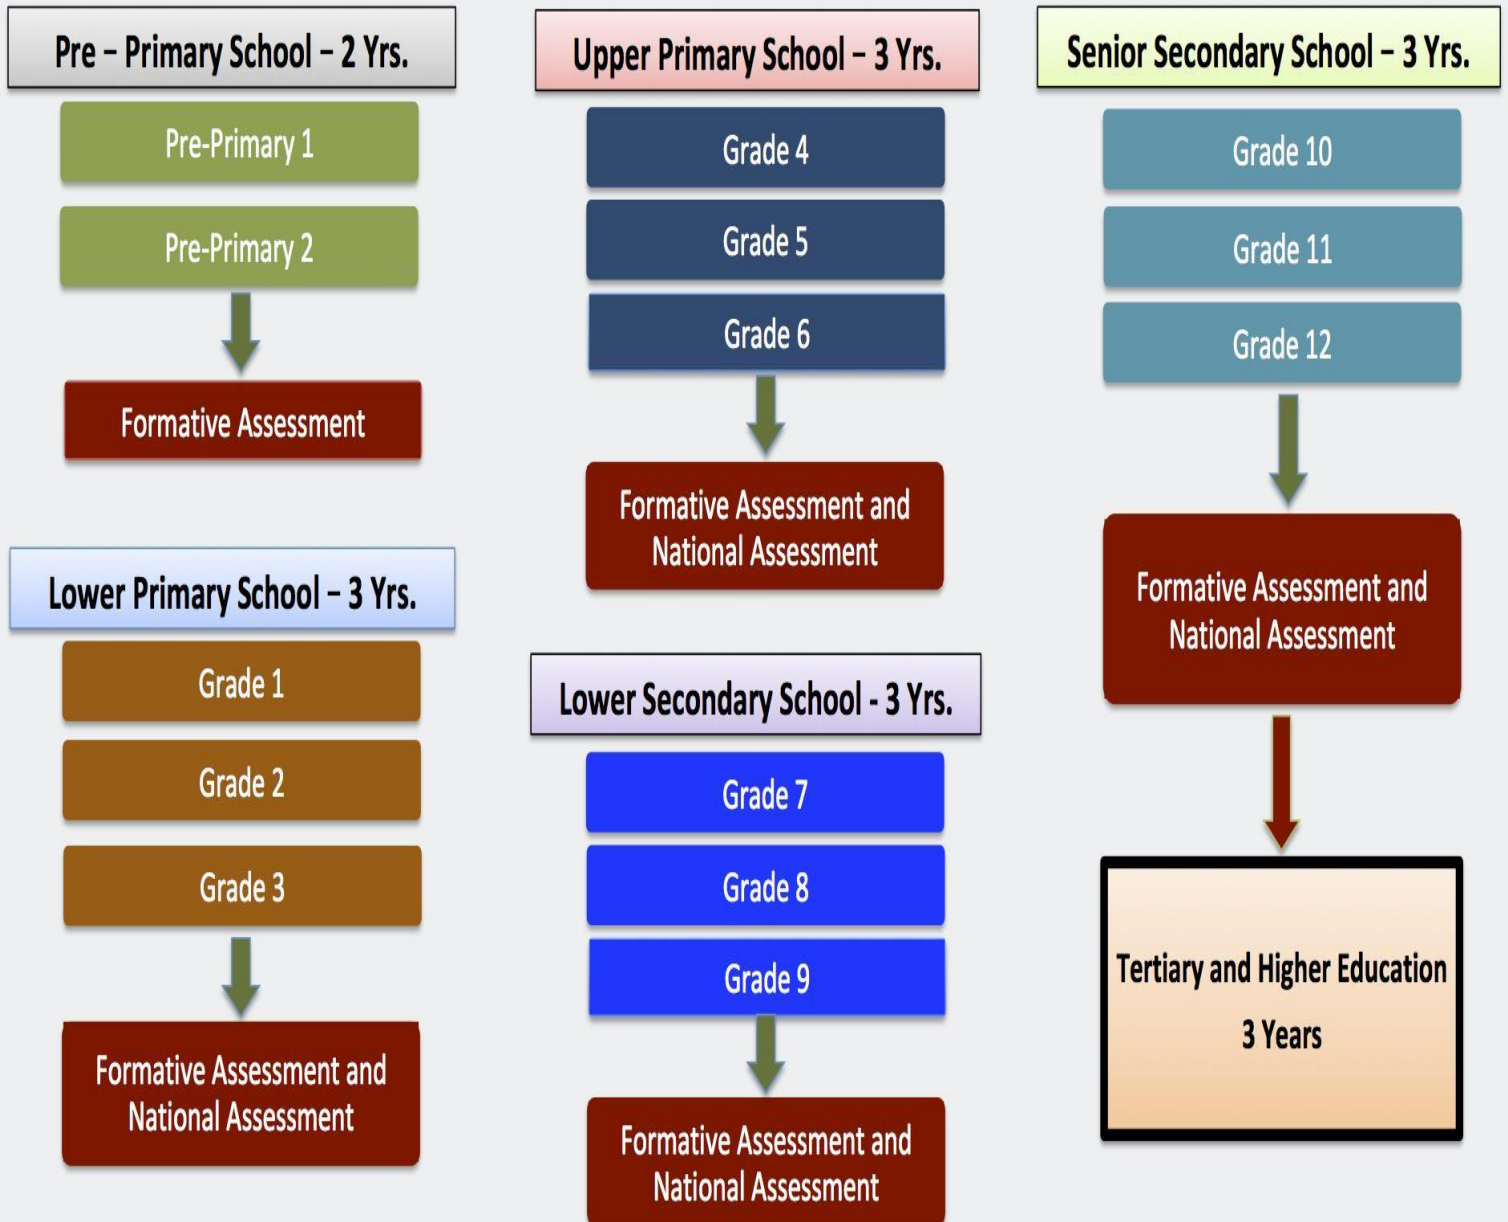 Pre – Primary School – 2 Yrs.
Pre-Primary 1
Pre-Primary 2
Formative Assessment
Lower Primary School – 3 Yrs.
Grade 1
Grade 2
Grade 3
Formative Assessment and
National Assessment
Upper Primary School – 3 Yrs.
Grade 4
Grade 5
Grade 6
Formative Assessment and
National Assessment
Lower Secondary School - 3 Yrs.
Grade 7
Grade 8
Grade 9
Formative Assessment and
National Assessment
Senior Secondary School – 3 Yrs.
Grade 10
Grade 11
Grade 12
Formative Assessment and
National Assessment
Tertiary and Higher Education
3 Years